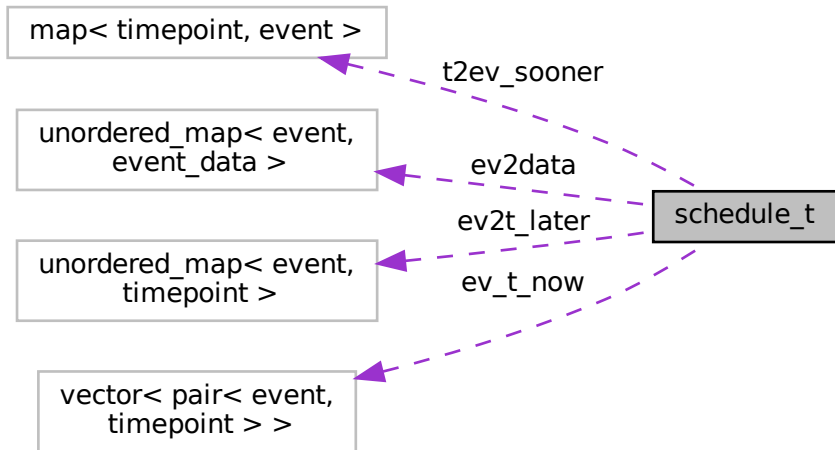 map< timepoint, event >
t2ev_sooner
unordered_map< event,
event_data >
ev2data
schedule_t
ev2t_later
unordered_map< event,
timepoint >
ev_t_now
vector< pair< event,
timepoint > >